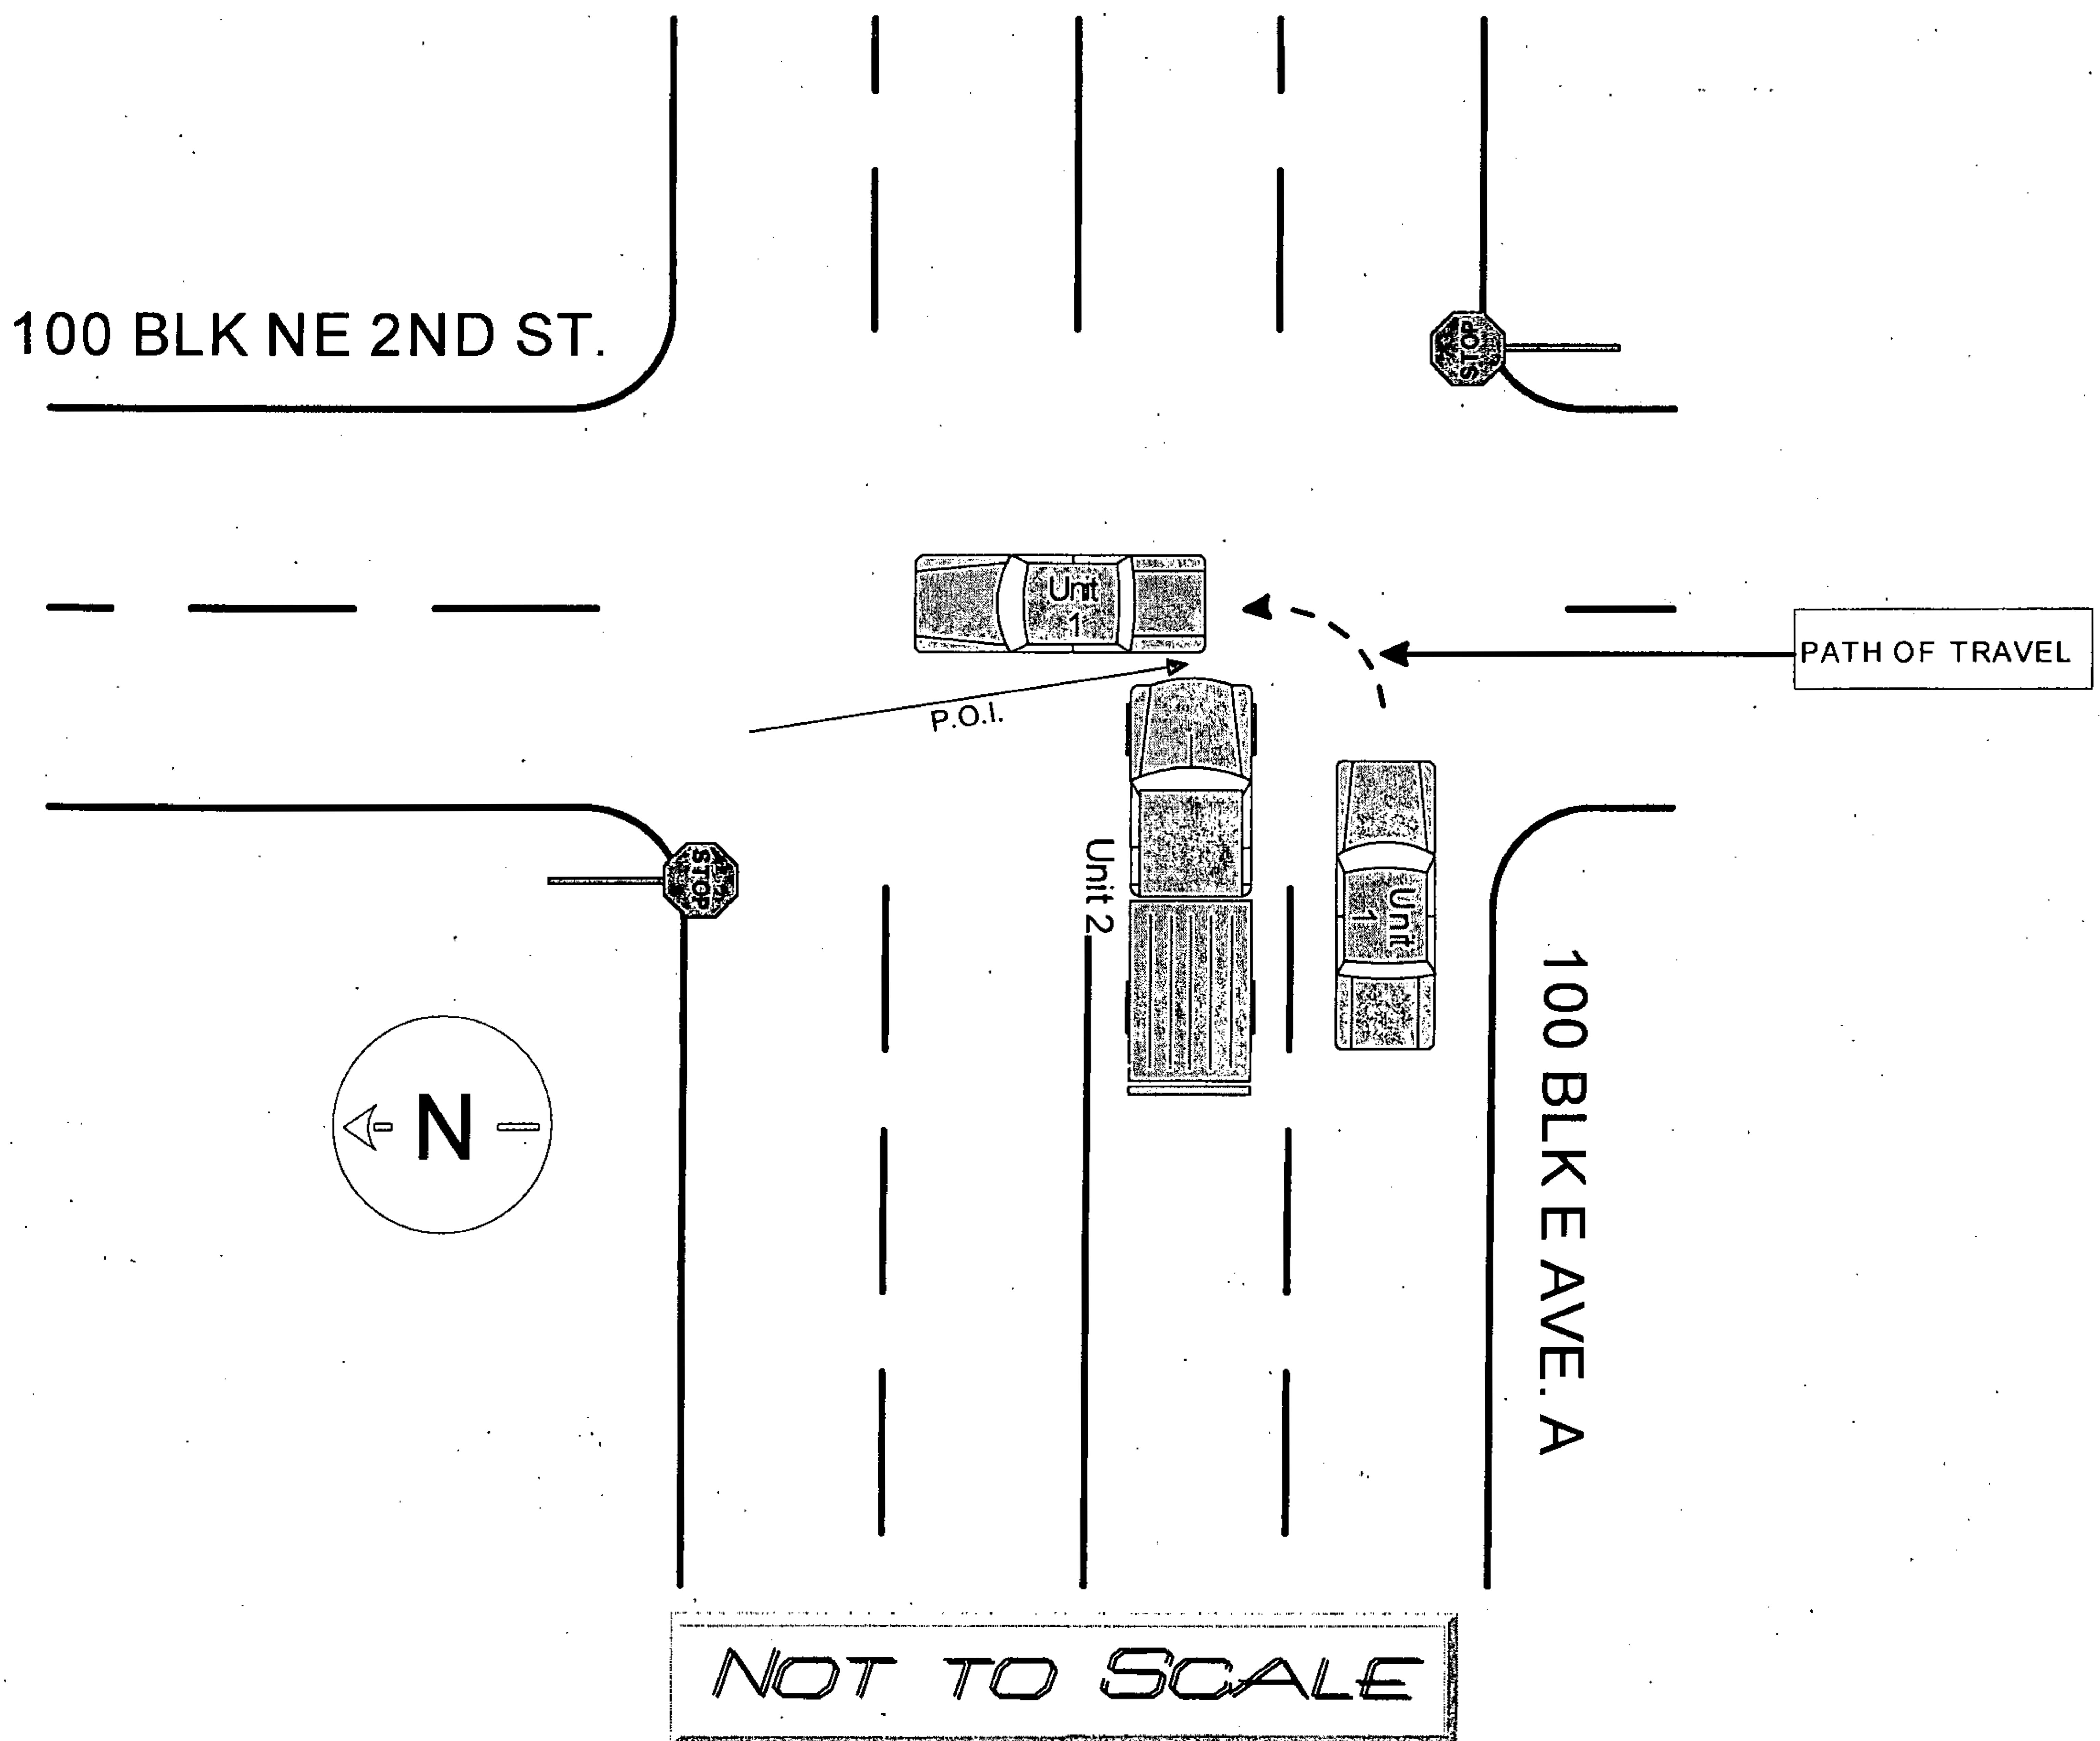 100 BLK NE 2ND ST.
STOP
Unit
1
PATH OF TRAVEL
P.O.I.
Unit 2
Unit
1
STOP
100 BLK E AVE. A
N
NOT TO SCALE